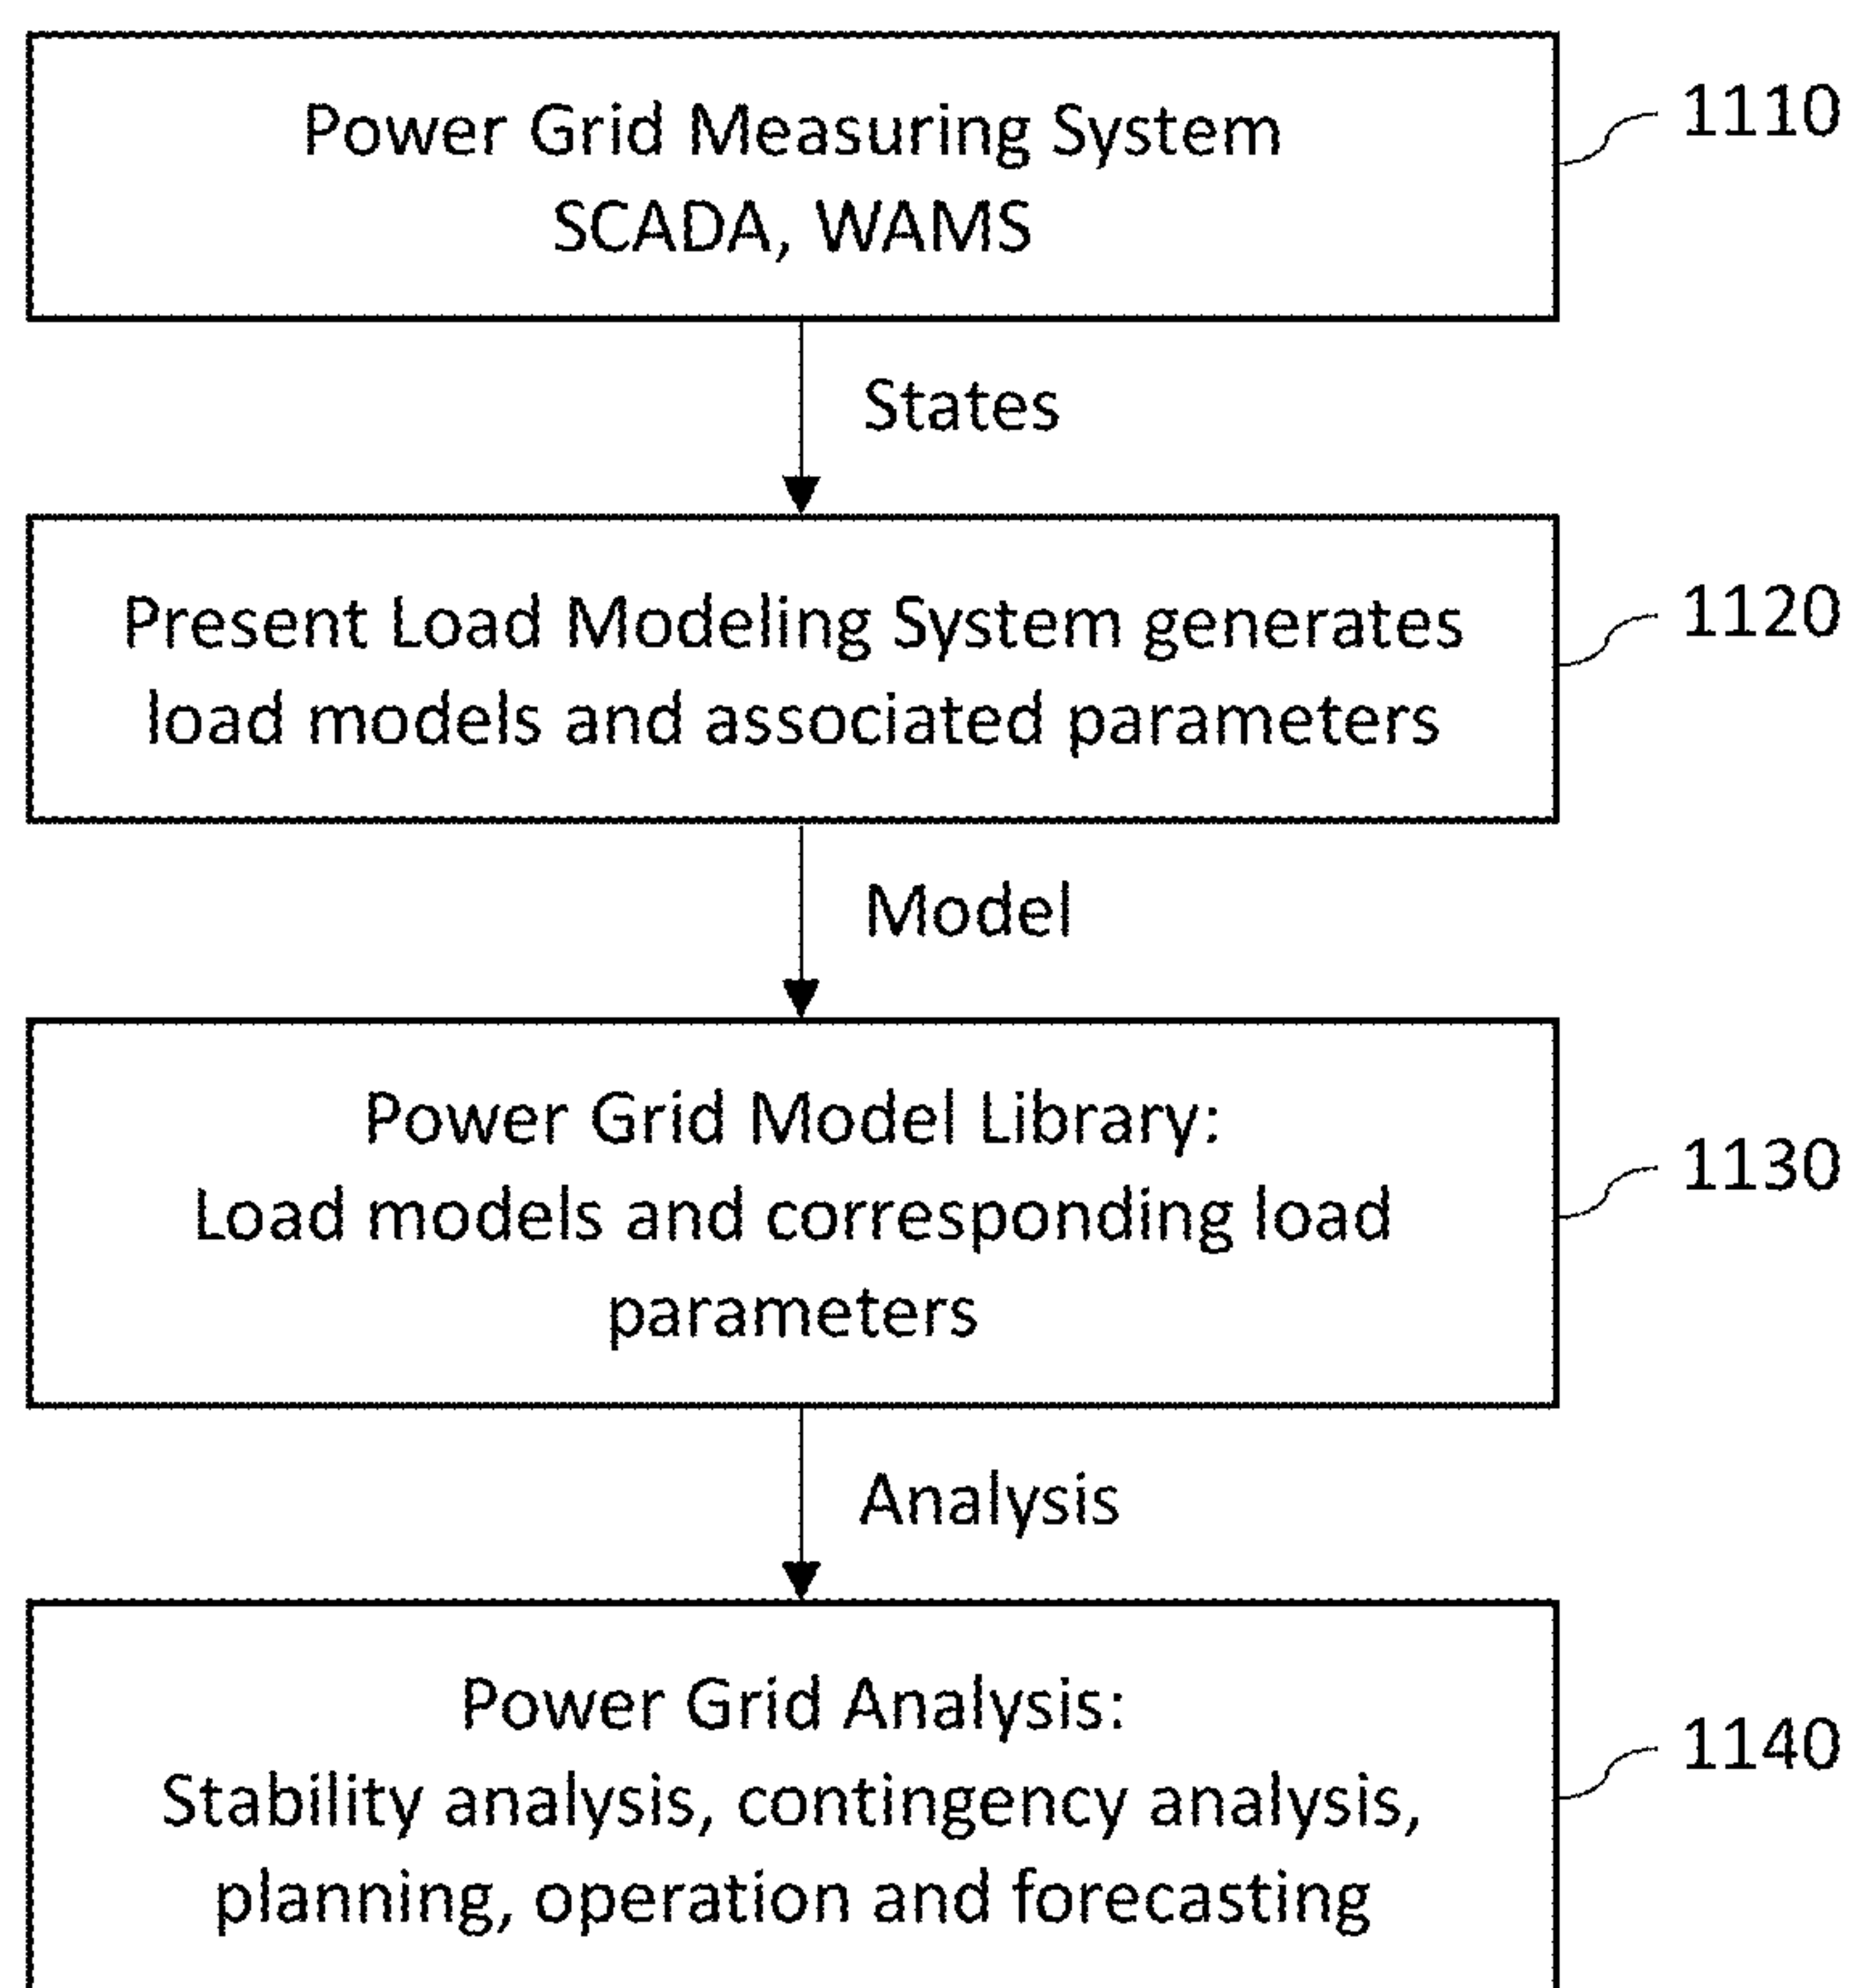 Power Grid Measuring System
SCADA, WAMS
1110
States
Present Load Modeling System generates
load models and associated parameters
1120
Model
Power Grid Model Library:
Load models and corresponding load
parameters
1130
Analysis
Power Grid Analysis:
Stability analysis, contingency analysis,
planning, operation and forecasting
1140